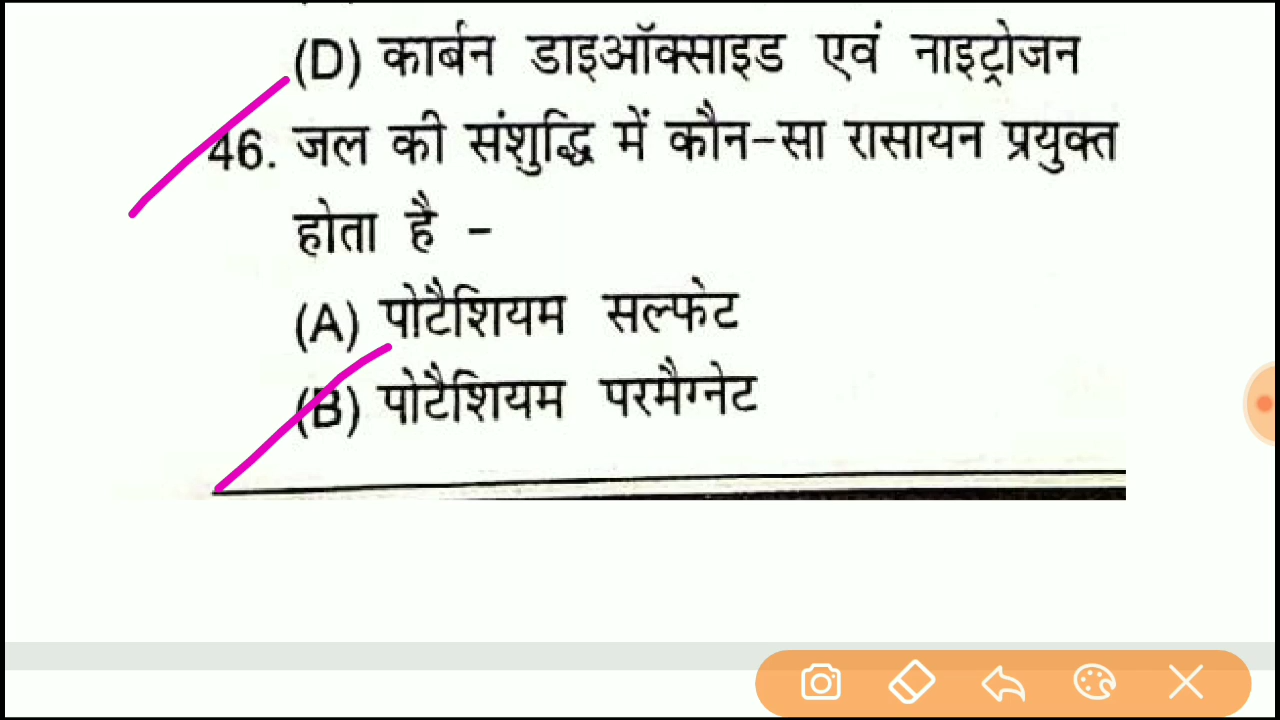 (D) कार्बन डाइऑक्साइड एवं नाइट्रोजन
46. जल की संशुद्धि में कौन-सा रासायन प्रयुक्त
होता है -
(A) पोटैशियम सल्फेट
(B) पोटैशियम परमैग्नेट